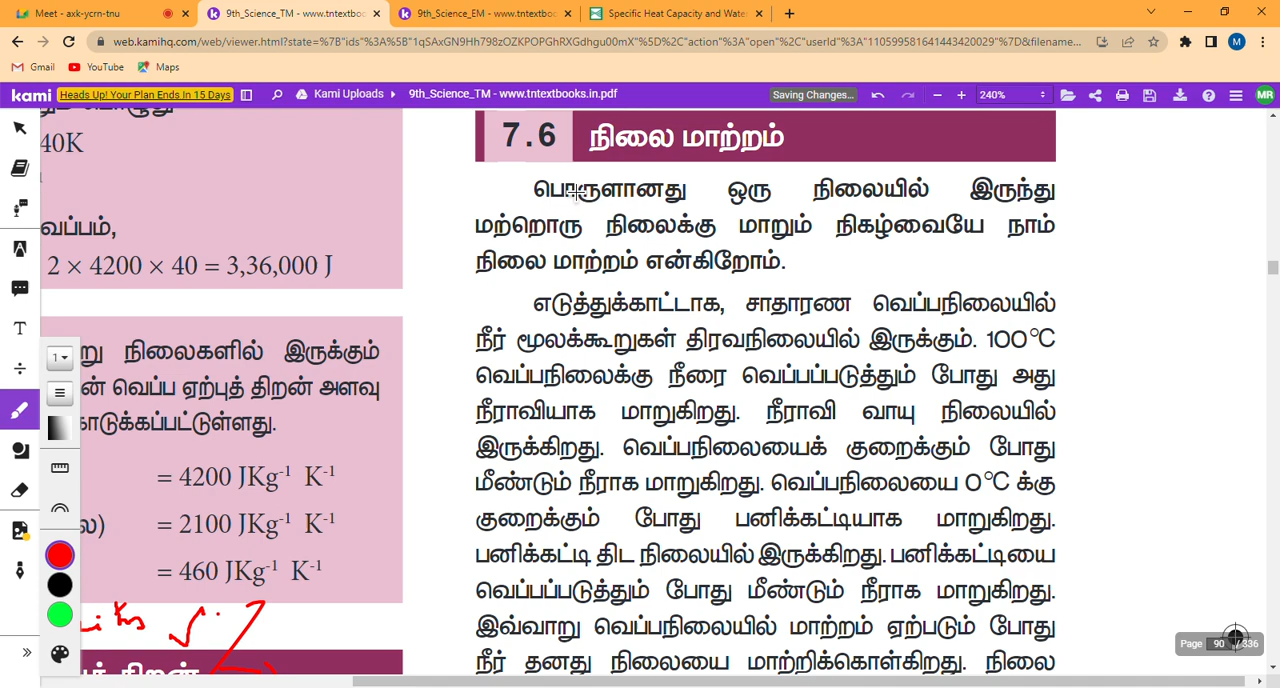 Meet - axk-ycrn-tnu
9th_Science_TM - www.tntextboo
9th_Science_EM - www.tntextboo
Specific Heat Capacity and Wate
web.kamihq.com/web/viewer.html?state=%7B"ids"%3A%5B"1qSAxGN9Hh798zOZKPOPGhRXGdhgu00mX"%5D%2C"action"%3A"open"%2C"userId"%3A"110599581641443420029"%7D&filename...
M
Gmail
YouTube
Maps
kami
Heads Up! Your Plan Ends In 15 Days
Kami Uploads
9th_Science_TM - www.tntextbooks.in.pdf
Saving Changes...
240%
MR
40K
வெப்பம்,
2 × 4200 × 40 = 3,36,000 J
று நிலைகளில் இருக்கும்
ன் வெப்ப ஏற்புத் திறன் அளவு
காடுக்கப்பட்டுள்ளது.
= 4200 JKg-1 K-1
லை) = 2100 JKg-1 K-1
= 460 JKg-1 K-1
1
7.6 நிலை மாற்றம்
பொருளானது ஒரு நிலையில் இருந்து
மற்றொரு நிலைக்கு மாறும் நிகழ்வையே நாம்
நிலை மாற்றம் என்கிறோம்.
எடுத்துக்காட்டாக, சாதாரண வெப்பநிலையில்
நீர் மூலக்கூறுகள் திரவநிலையில் இருக்கும். 100°C
வெப்பநிலைக்கு நீரை வெப்பப்படுத்தும் போது அது
நீராவியாக மாறுகிறது. நீராவி வாயு நிலையில்
இருக்கிறது. வெப்பநிலையைக் குறைக்கும் போது
மீண்டும் நீராக மாறுகிறது. வெப்பநிலையை 0°C க்கு
குறைக்கும் போது பனிக்கட்டியாக மாறுகிறது.
பனிக்கட்டி திட நிலையில் இருக்கிறது. பனிக்கட்டியை
வெப்பப்படுத்தும் போது மீண்டும் நீராக மாறுகிறது.
இவ்வாறு வெப்பநிலையில் மாற்றம் ஏற்படும் போது
நீர் தனது நிலையை மாற்றிக்கொள்கிறது. நிலை
Page 90 / 336